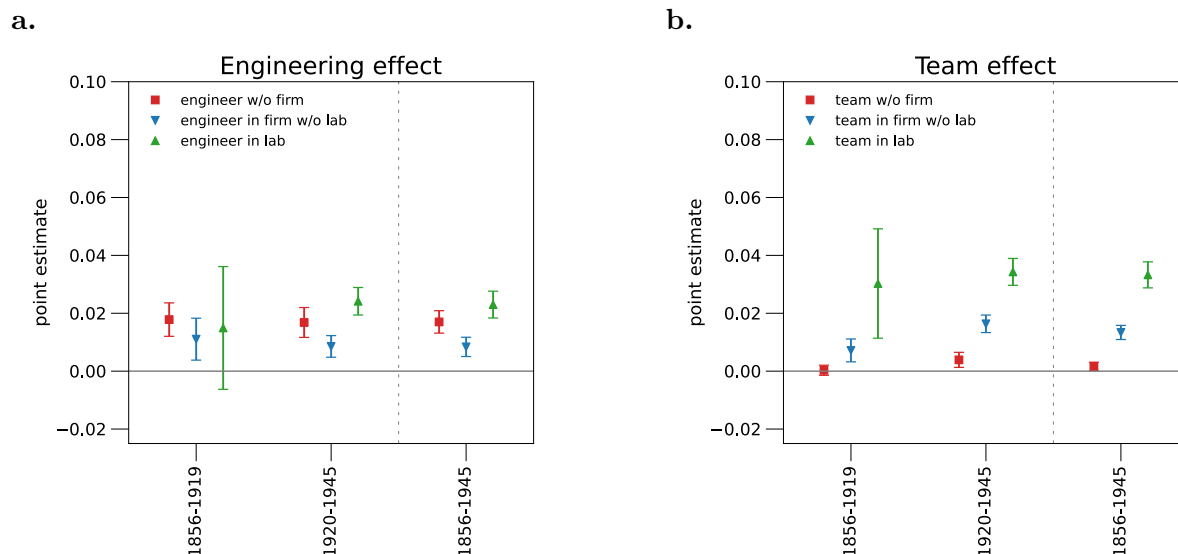 a.
Engineering effect
engineer w/o firm
engineer in firm w/o lab
engineer in lab
point estimate
0.10
0.08
0.06
0.04
0.02
0.00
−0.02
1856-1919
1920-1945
1856-1945
b.
Team effect
team w/o firm
team in firm w/o lab
team in lab
point estimate
0.10
0.08
0.06
0.04
0.02
0.00
−0.02
1856-1919
1920-1945
1856-1945